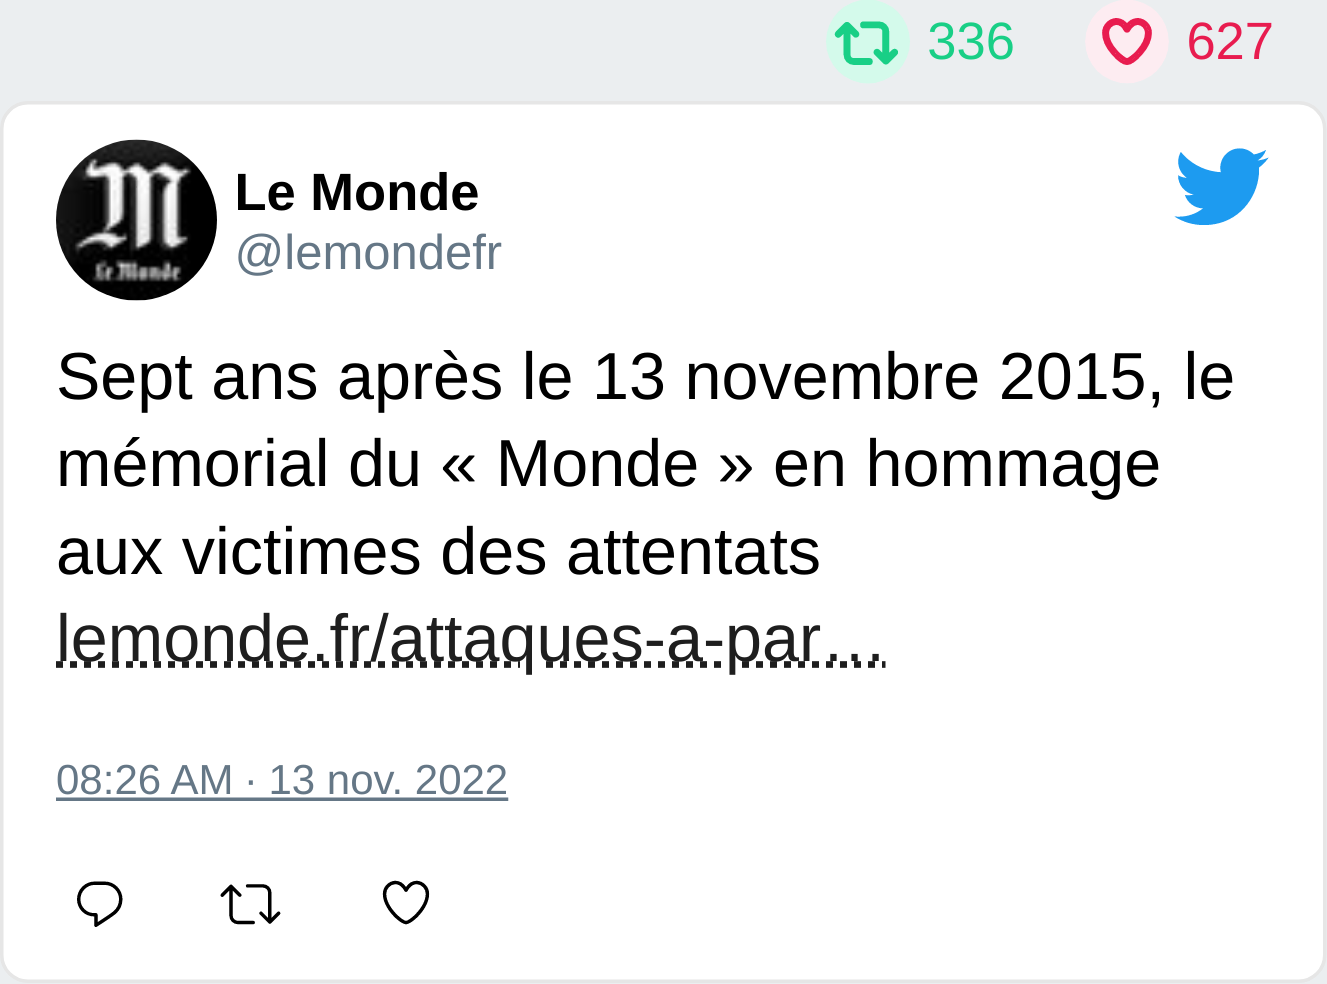 336 627
Le Monde
Le Monde
@lemondefr
Sept ans après le 13 novembre 2015, le
mémorial du « Monde » en hommage
aux victimes des attentats
lemonde.fr/attaques-a-par…
08:26 AM · 13 nov. 2022